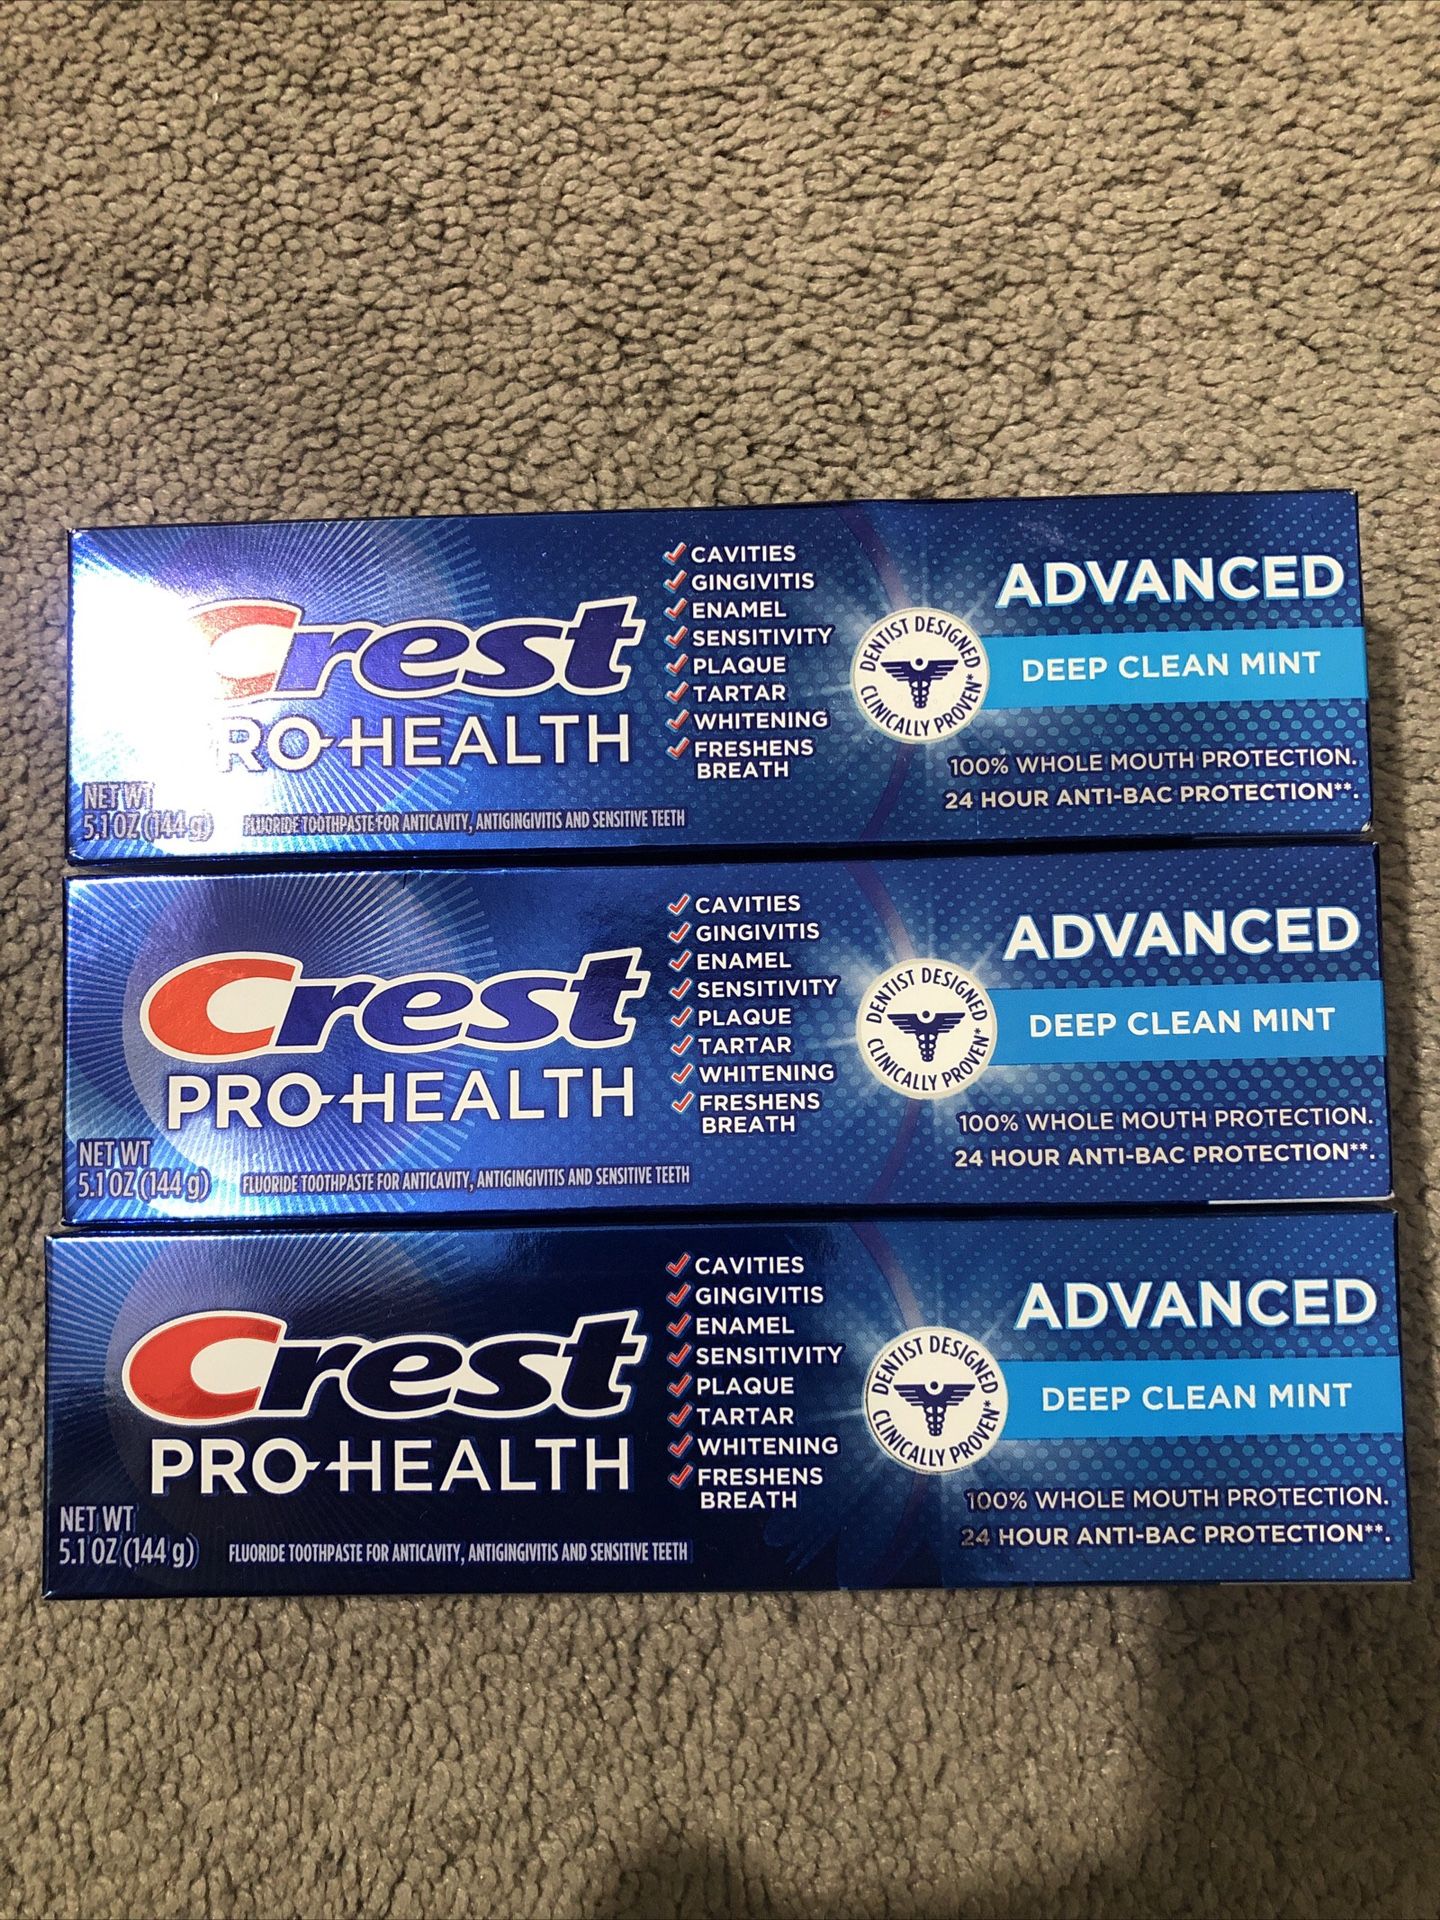 Crest
PRO-HEALTH
NET WT
5.1 OZ (144 g)
FLUORIDE TOOTHPASTE FOR ANTICAVITY, ANTIGINGIVITIS AND SENSITIVE TEETH
CAVITIES
GINGIVITIS
ENAMEL
SENSITIVITY
PLAQUE
TARTAR
WHITENING
FRESHENS
BREATH
DENTIST DESIGNED
CLINICALLY PROVEN*
ADVANCED
DEEP CLEAN MINT
100% WHOLE MOUTH PROTECTION.
24 HOUR ANTI-BAC PROTECTION**.
Crest
PRO-HEALTH
NET WT
5.1 OZ (144 g)
FLUORIDE TOOTHPASTE FOR ANTICAVITY, ANTIGINGIVITIS AND SENSITIVE TEETH
CAVITIES
GINGIVITIS
ENAMEL
SENSITIVITY
PLAQUE
TARTAR
WHITENING
FRESHENS
BREATH
DENTIST DESIGNED
CLINICALLY PROVEN*
ADVANCED
DEEP CLEAN MINT
100% WHOLE MOUTH PROTECTION.
24 HOUR ANTI-BAC PROTECTION**.
Crest
PRO-HEALTH
NET WT
5.1 OZ (144 g)
FLUORIDE TOOTHPASTE FOR ANTICAVITY, ANTIGINGIVITIS AND SENSITIVE TEETH
CAVITIES
GINGIVITIS
ENAMEL
SENSITIVITY
PLAQUE
TARTAR
WHITENING
FRESHENS
BREATH
DENTIST DESIGNED
CLINICALLY PROVEN*
ADVANCED
DEEP CLEAN MINT
100% WHOLE MOUTH PROTECTION.
24 HOUR ANTI-BAC PROTECTION**.